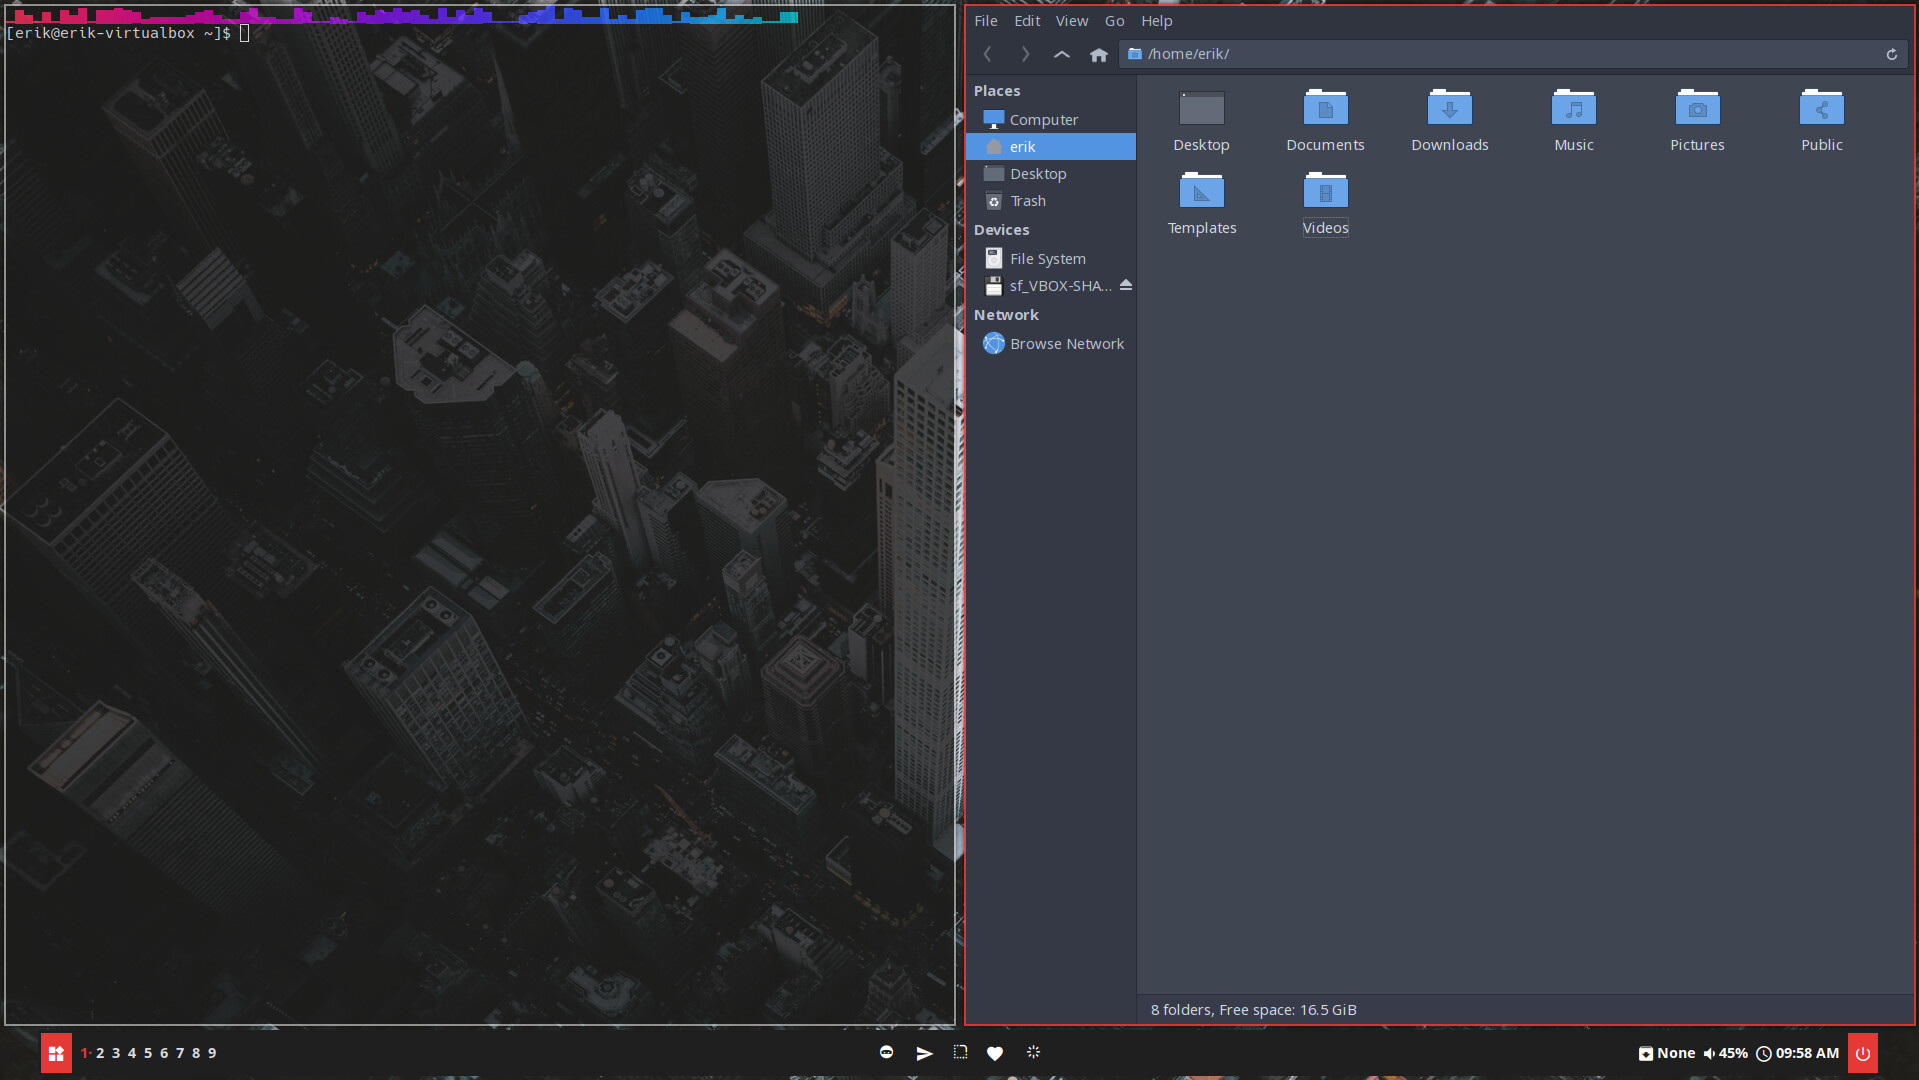 [erik@erik-virtualbox ~]$
File Edit View Go Help
/home/erik/
Places
Computer
erik
Desktop
Trash
Devices
File System
sf_VBOX-SHA...
Network
Browse Network
Desktop Documents Downloads Music Pictures Public
Templates Videos
8 folders, Free space: 16.5 GiB
1· 2 3 4 5 6 7 8 9
None 45% 09:58 AM